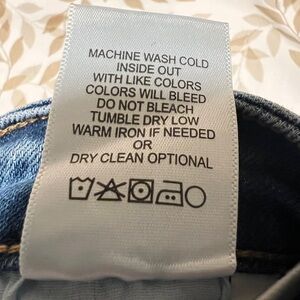 MACHINE WASH COLD
INSIDE OUT
WITH LIKE COLORS
COLORS WILL BLEED
DO NOT BLEACH
TUMBLE DRY LOW
WARM IRON IF NEEDED
OR
DRY CLEAN OPTIONAL